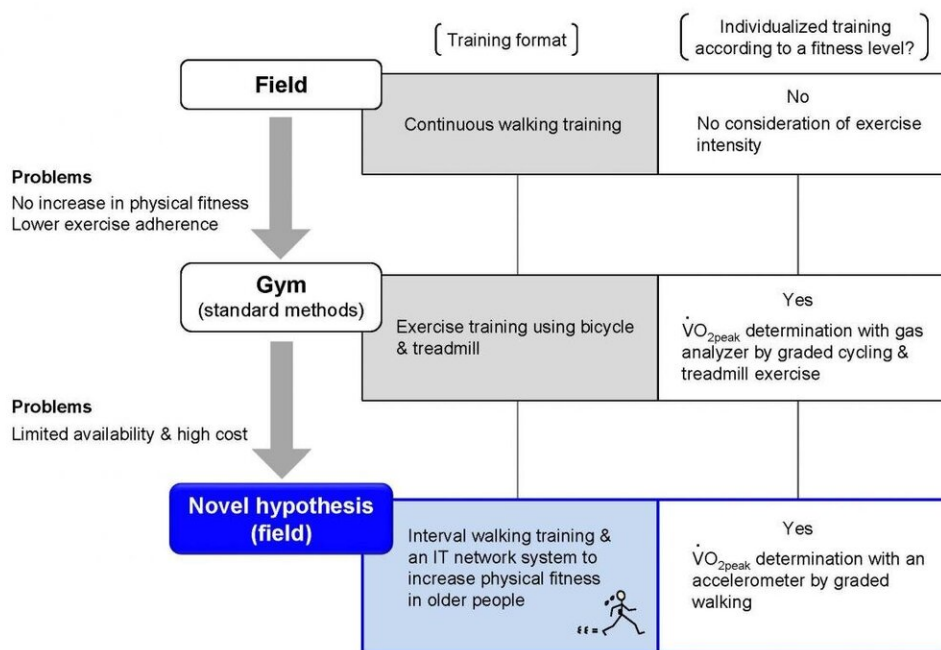 Training format
Individualized training
according to a fitness level?
Field
Continuous walking training
No
No consideration of exercise
intensity
Problems
No increase in physical fitness
Lower exercise adherence
Gym
(standard methods)
Exercise training using bicycle
& treadmill
Yes
V̇O2peak determination with gas
analyzer by graded cycling &
treadmill exercise
Problems
Limited availability & high cost
Novel hypothesis
(field)
Interval walking training &
an IT network system to
increase physical fitness
in older people
Yes
V̇O2peak determination with an
accelerometer by graded
walking